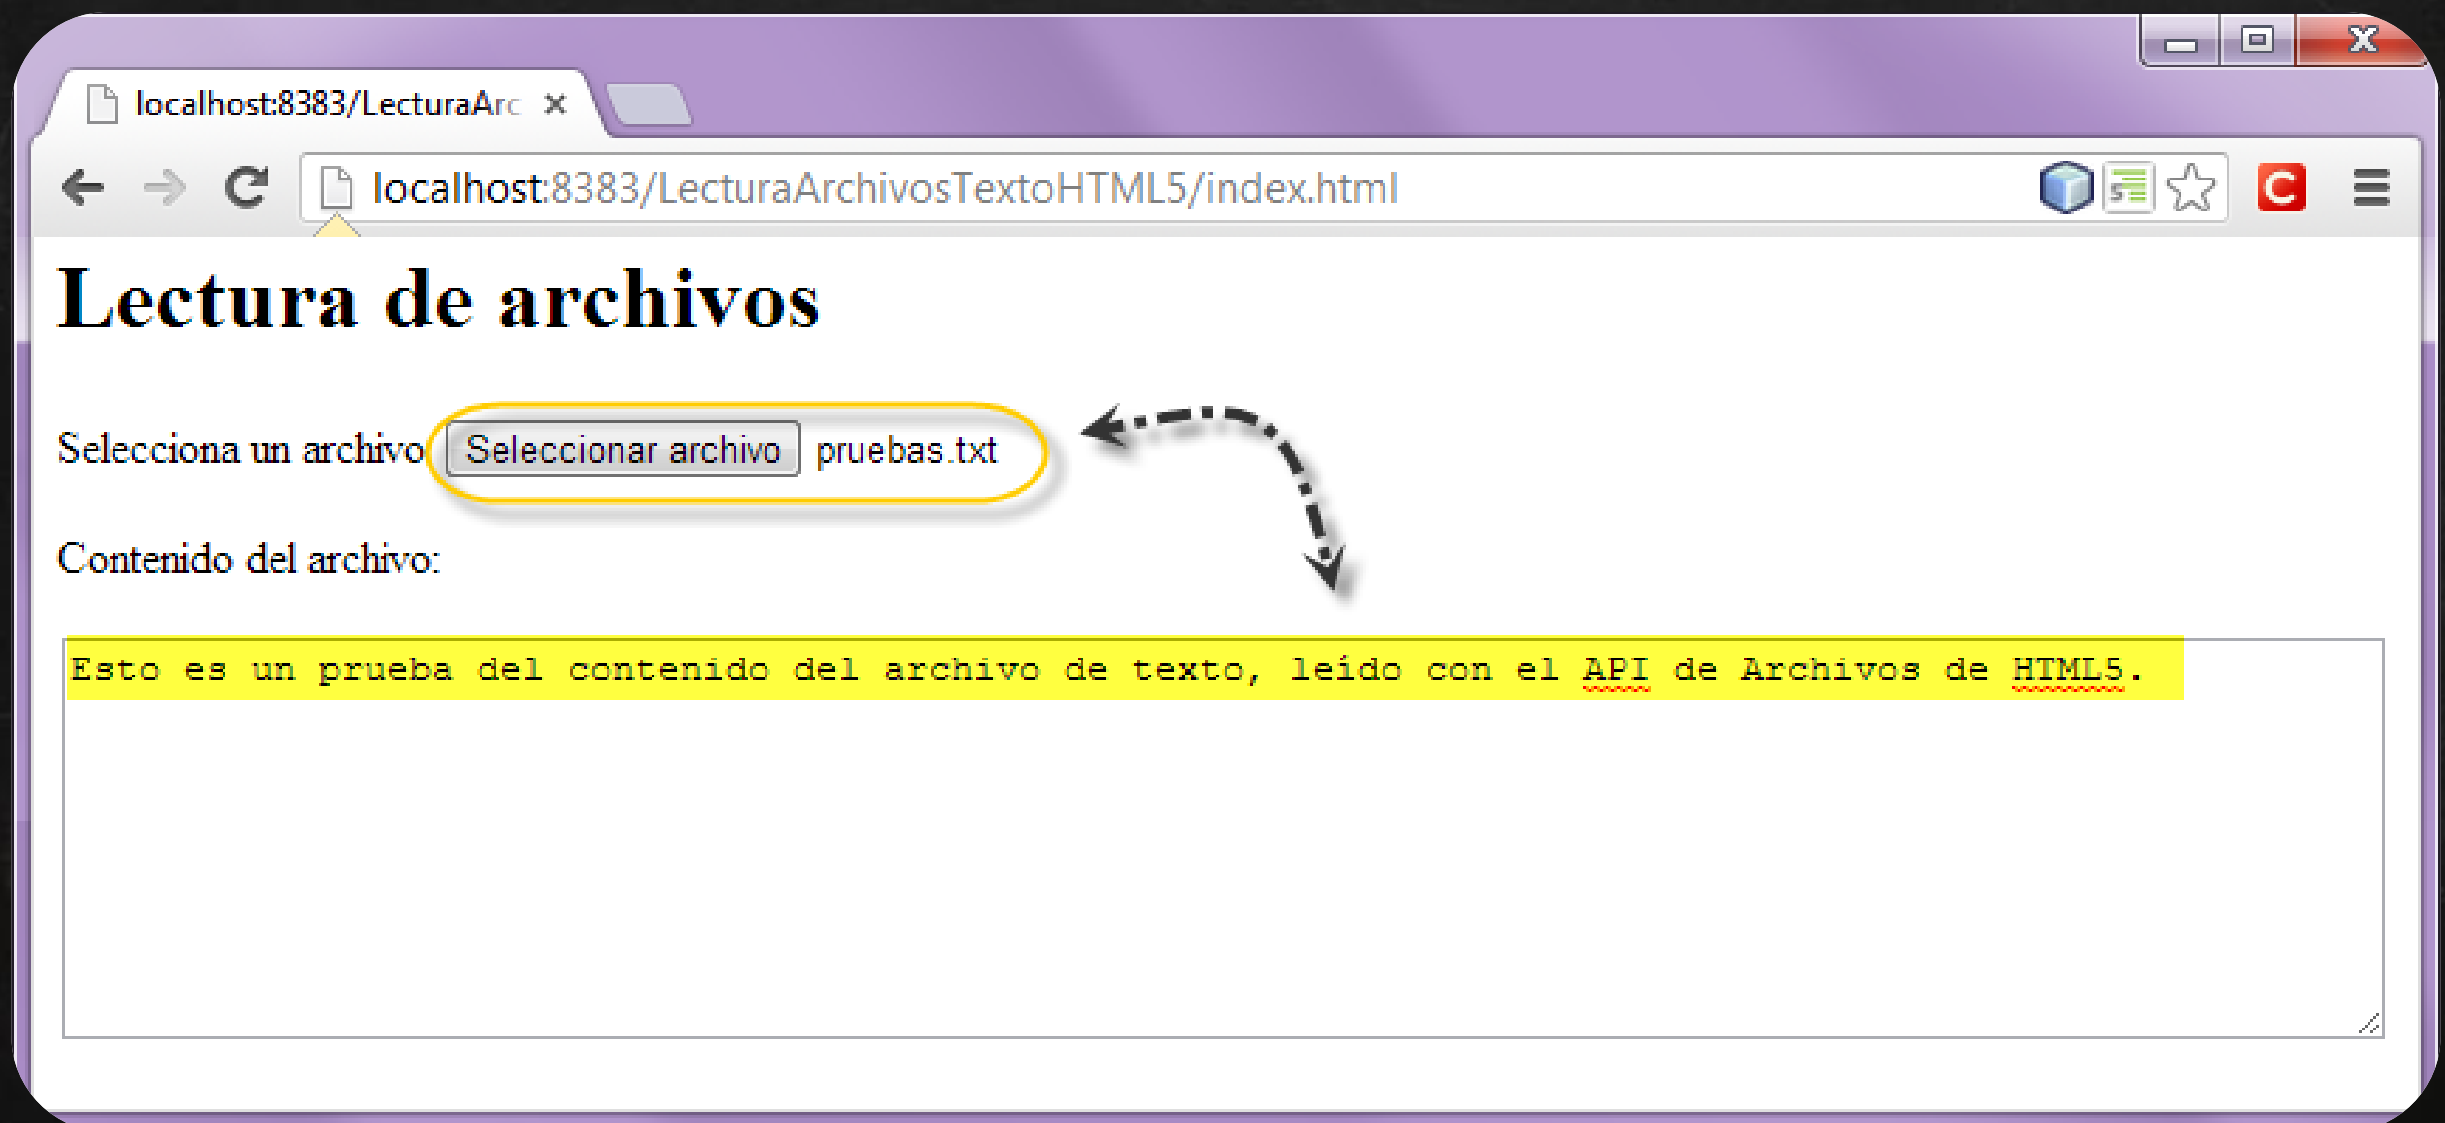 localhost:8383/LecturaArc
localhost:8383/LecturaArchivosTextoHTML5/index.html
Lectura de archivos
Selecciona un archivo Seleccionar archivo pruebas.txt
Contenido del archivo:
Esto es un prueba del contenido del archivo de texto, leído con el API de Archivos de HTML5.